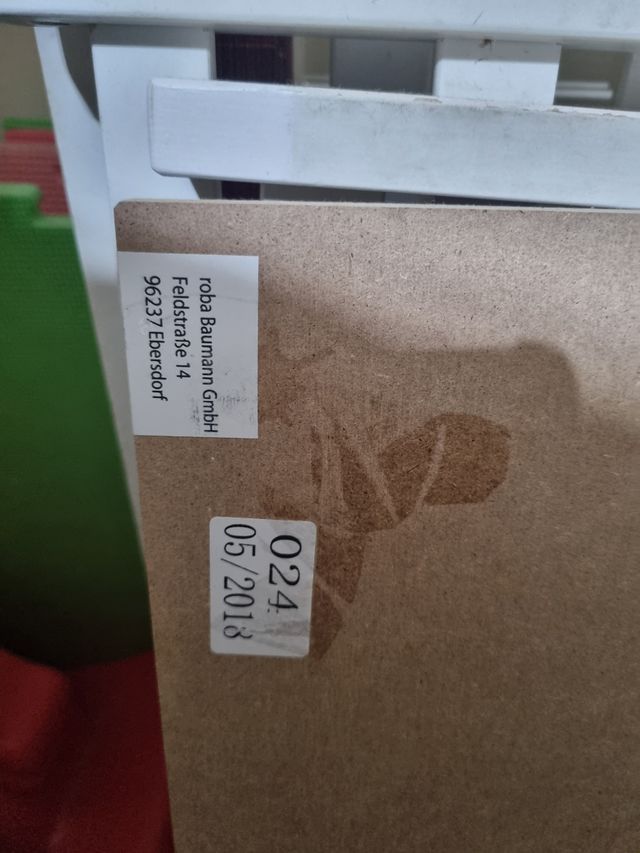 roba Baumann GmbH
Feldstraße 14
96237 Ebersdorf
024
05/2018